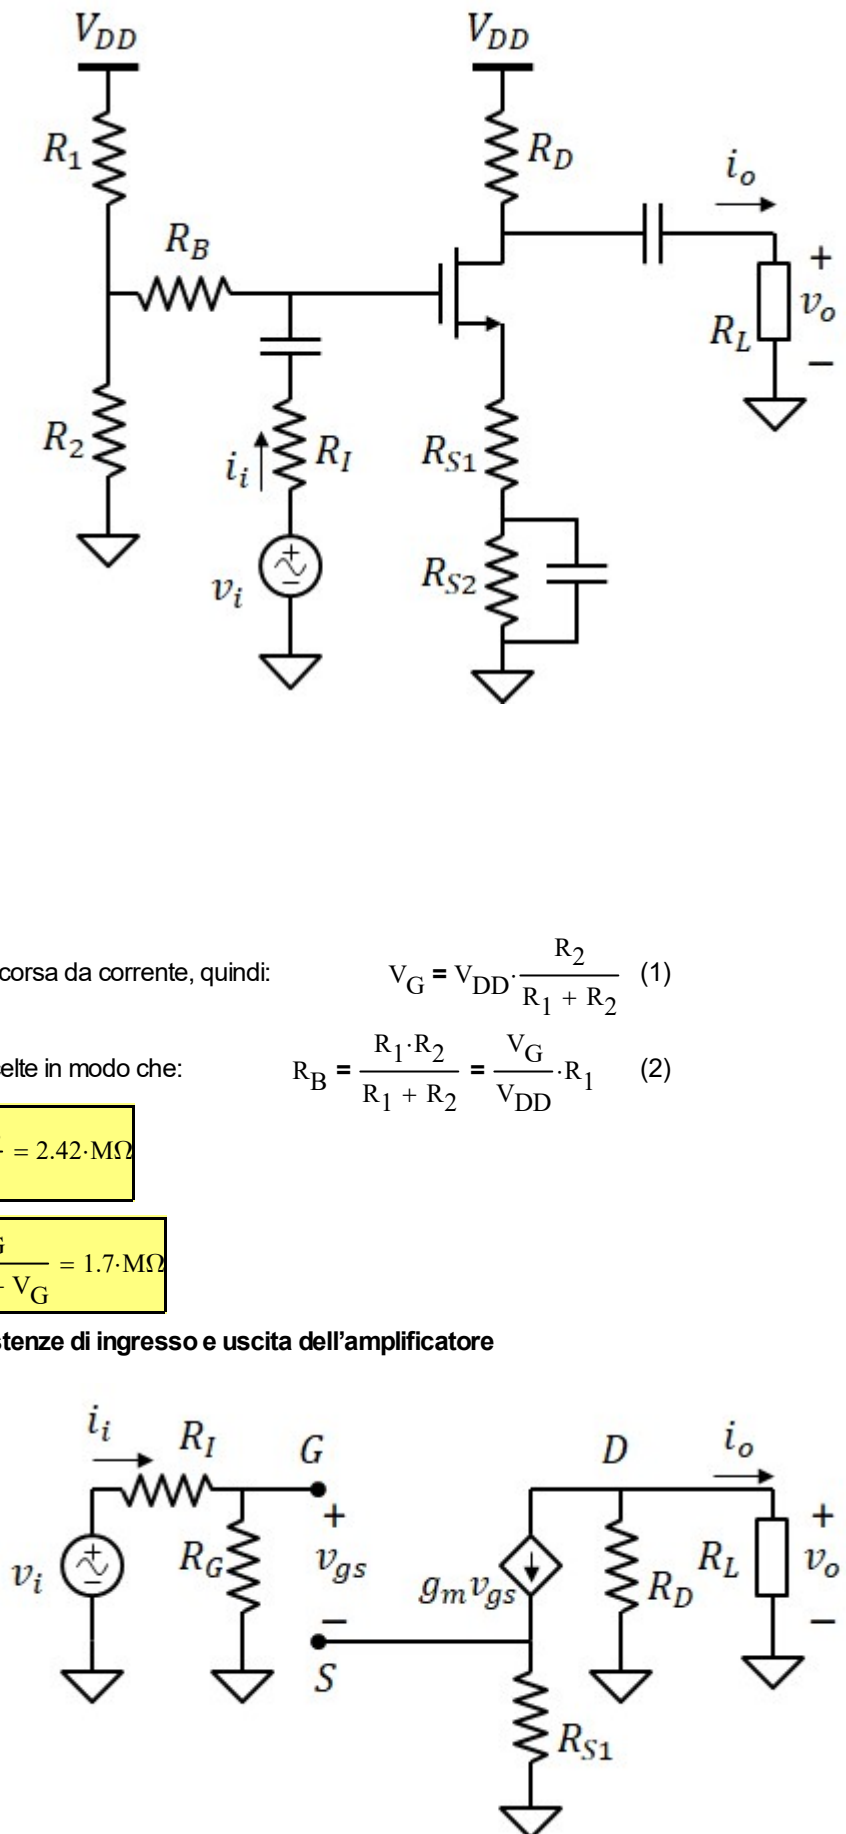 V_DD V_DD
R_1 R_D
i_o
R_B
+
v_o
R_L
−
R_2 i_i R_I R_S1
+
−
v_i R_S2
corsa da corrente, quindi: V_G = V_DD · R_2 / (R_1 + R_2) (1)
celte in modo che: R_B = R_1·R_2 / (R_1 + R_2) = V_G / V_DD · R_1 (2)
= 2.42·MΩ
G / - V_G = 1.7·MΩ
stenze di ingresso e uscita dell'amplificatore
i_i R_I G D i_o
+ +
v_i + − R_G v_gs g_m v_gs R_D R_L v_o
− −
S
R_S1